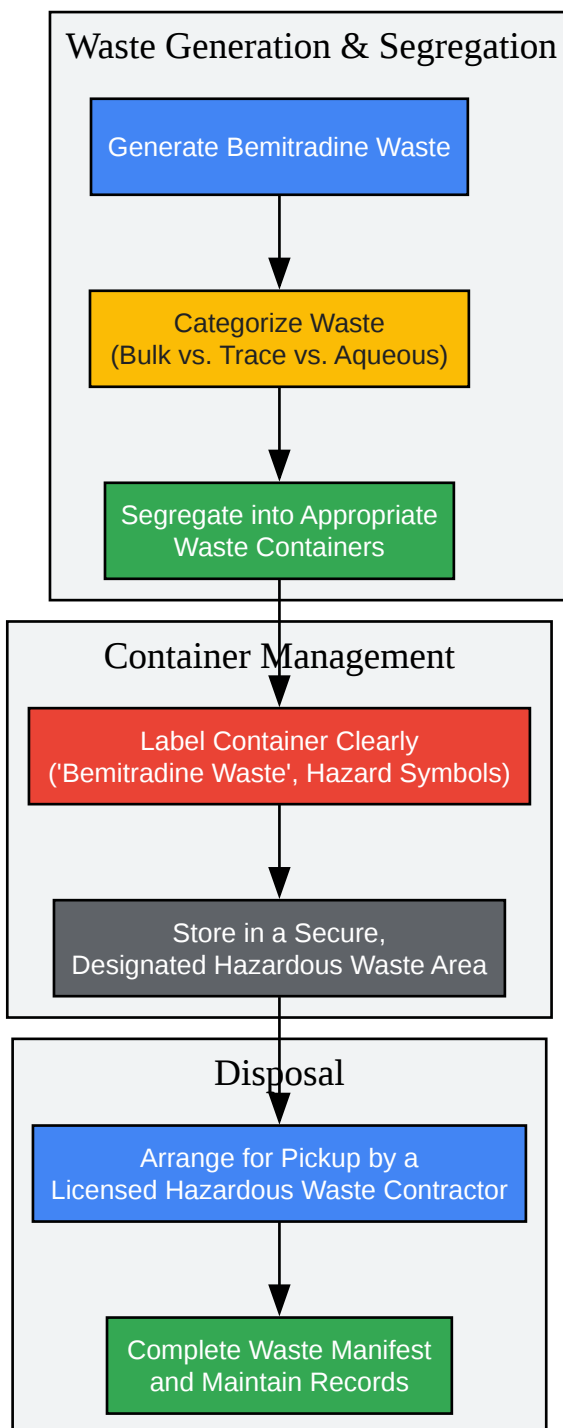 Waste Generation & Segregation
Generate Bemitradine Waste
Categorize Waste
(Bulk vs. Trace vs. Aqueous)
Segregate into Appropriate
Waste Containers
Container Management
Label Container Clearly
('Bemitradine Waste', Hazard Symbols)
Store in a Secure,
Designated Hazardous Waste Area
Disposal
Arrange for Pickup by a
Licensed Hazardous Waste Contractor
Complete Waste Manifest
and Maintain Records